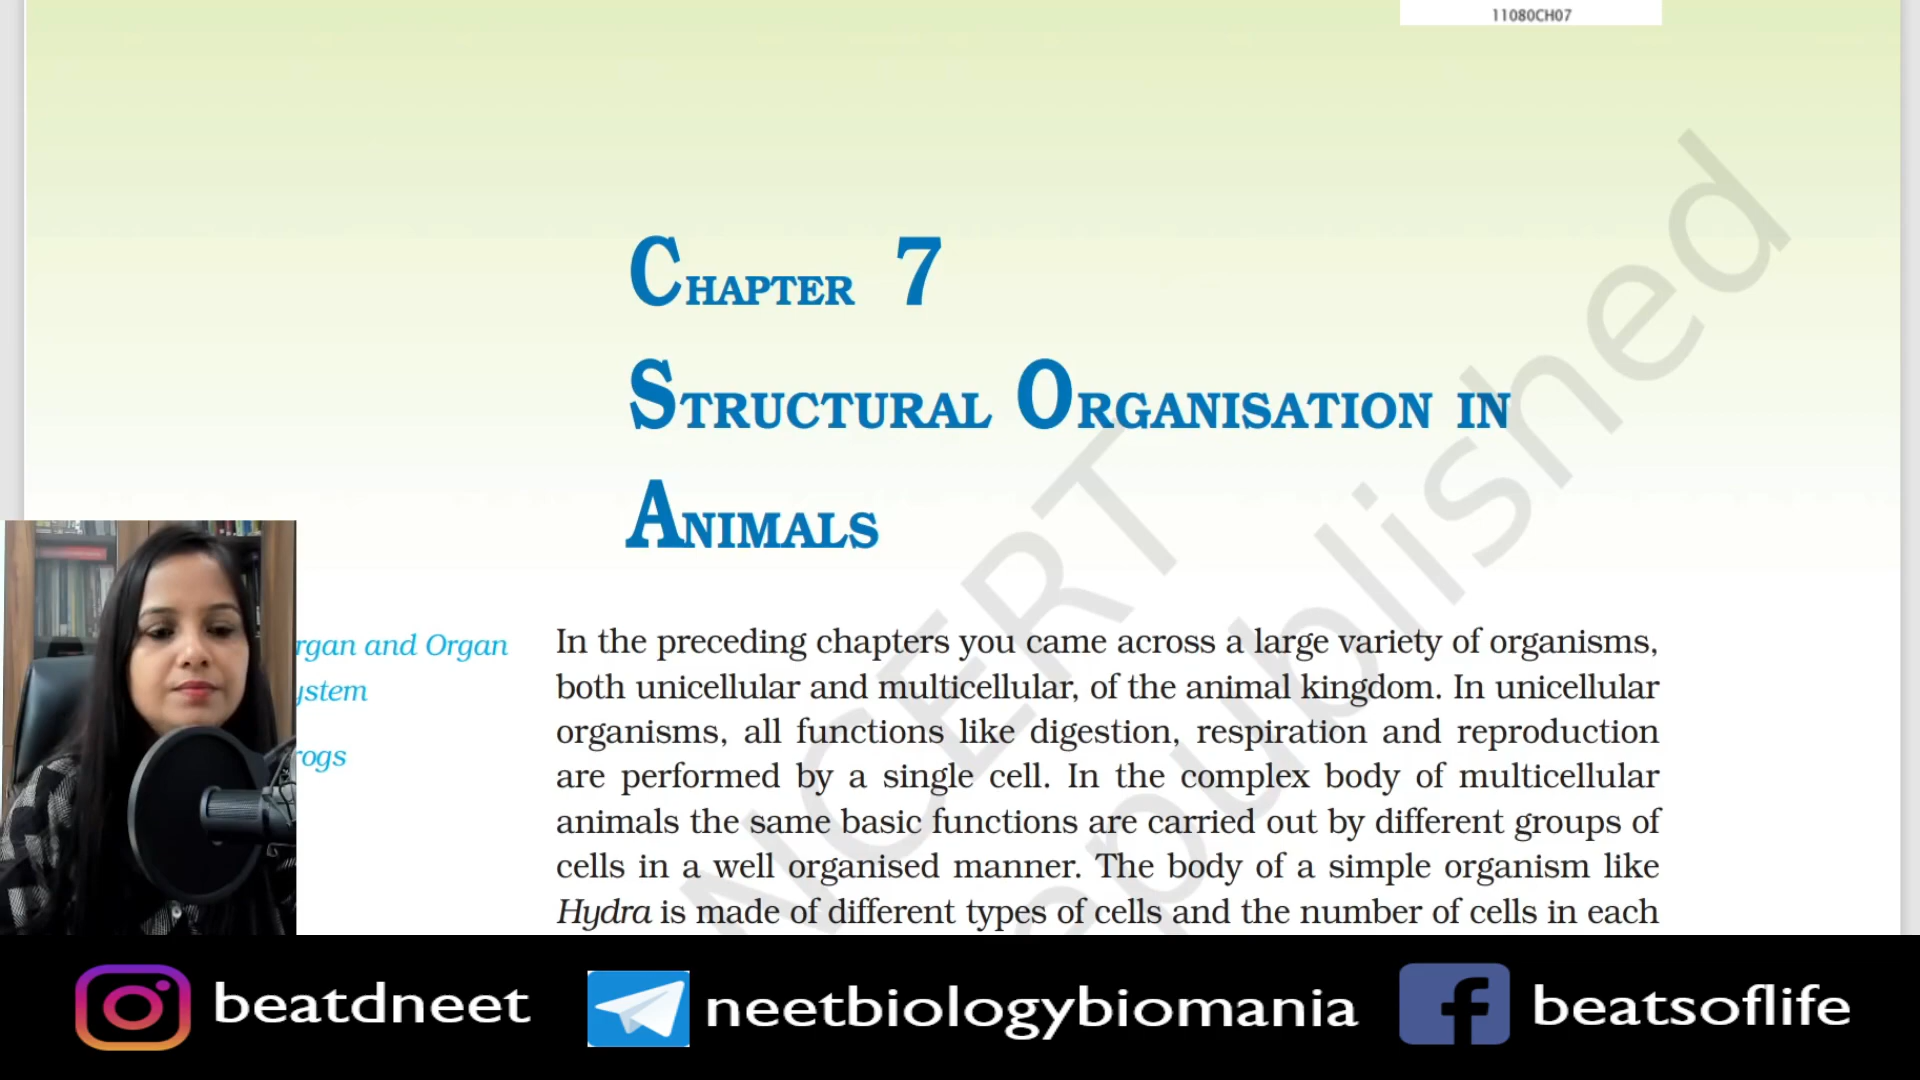 11080CH07
CHAPTER 7
STRUCTURAL ORGANISATION IN
ANIMALS
rgan and Organ
ystem
rogs
In the preceding chapters you came across a large variety of organisms,
both unicellular and multicellular, of the animal kingdom. In unicellular
organisms, all functions like digestion, respiration and reproduction
are performed by a single cell. In the complex body of multicellular
animals the same basic functions are carried out by different groups of
cells in a well organised manner. The body of a simple organism like
Hydra is made of different types of cells and the number of cells in each
NCERT
republished
beatdneet
neetbiologybiomania
beatsoflife